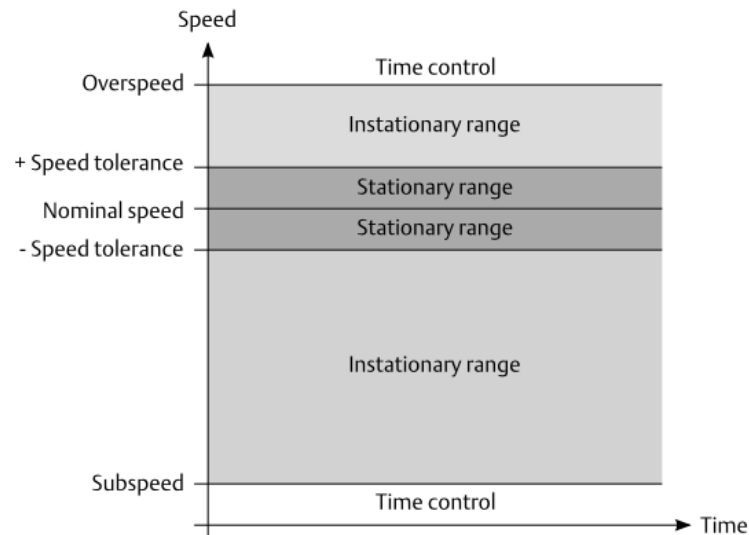 Speed
Time control
Overspeed
Instationary range
+ Speed tolerance
Stationary range
Nominal speed
Stationary range
- Speed tolerance
Instationary range
Subspeed
Time control
Time